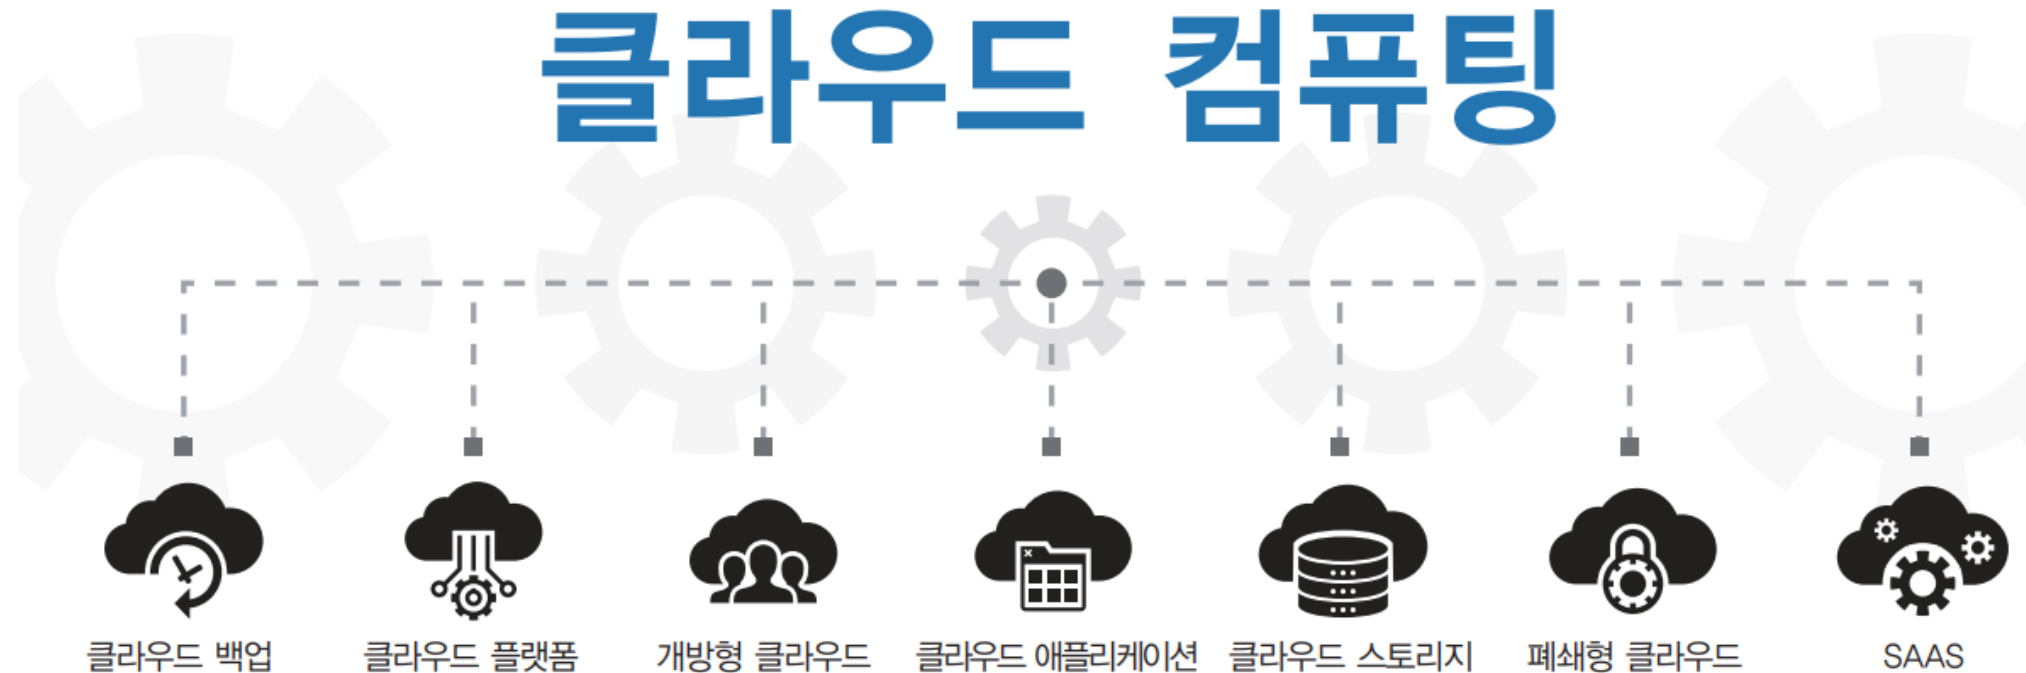 클라우드 컴퓨팅
클라우드 백업
클라우드 플랫폼
개방형 클라우드
클라우드 애플리케이션
클라우드 스토리지
폐쇄형 클라우드
SAAS